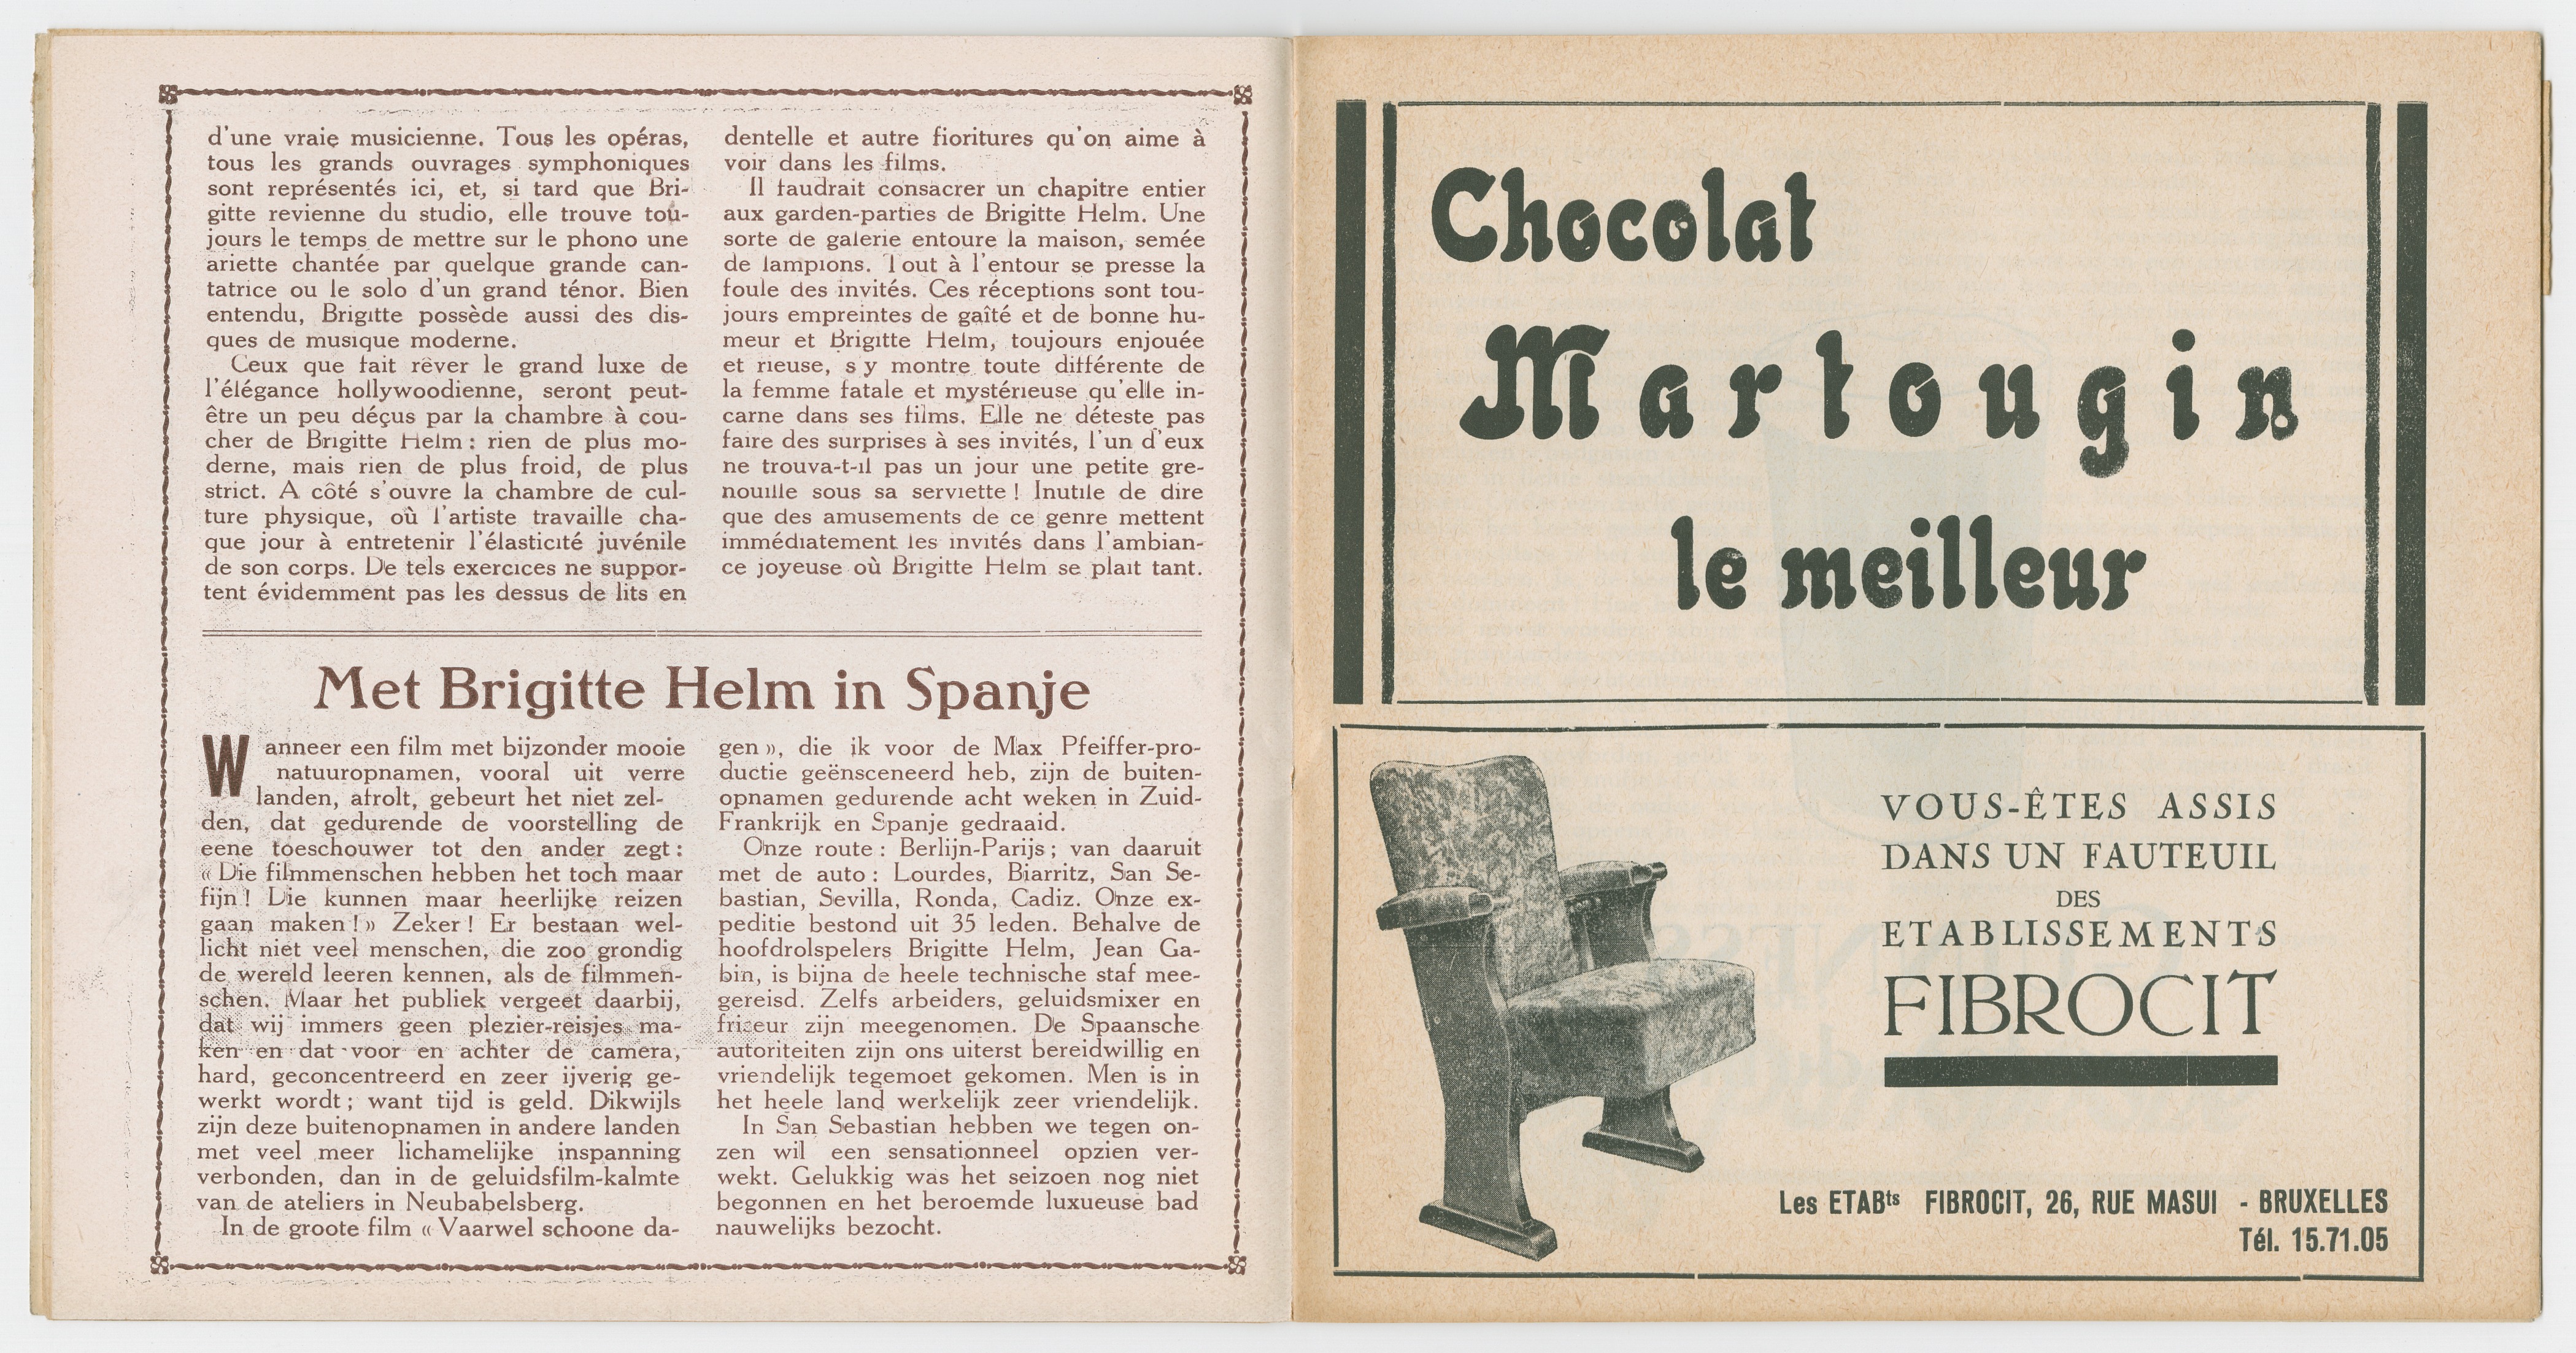 d'une vraie musicienne. Tous les opéras,
tous les grands ouvrages symphoniques
sont représentés ici, et, si tard que Bri-
gitte revienne du studio, elle trouve tou-
jours le temps de mettre sur le phono une
ariette chantée par quelque grande can-
tatrice ou le solo d'un grand ténor. Bien
entendu, Brigitte possède aussi des dis-
ques de musique moderne.
Ceux que fait rêver le grand luxe de
l'élégance hollywoodienne, seront peut-
être un peu déçus par la chambre à cou-
cher de Brigitte Helm : rien de plus mo-
derne, mais rien de plus froid, de plus
strict. A côté s'ouvre la chambre de cul-
ture physique, où l'artiste travaille cha-
que jour à entretenir l'élasticité juvénile
de son corps. De tels exercices ne suppor-
tent évidemment pas les dessus de lits en
dentelle et autre fioritures qu'on aime à
voir dans les films.
Il faudrait consacrer un chapitre entier
aux garden-parties de Brigitte Helm. Une
sorte de galerie entoure la maison, semée
de lampions. Tout à l'entour se presse la
foule des invités. Ces réceptions sont tou-
jours empreintes de gaîté et de bonne hu-
meur et Brigitte Helm, toujours enjouée
et rieuse, s'y montre toute différente de
la femme fatale et mystérieuse qu'elle in-
carne dans ses films. Elle ne déteste pas
faire des surprises à ses invités, l'un d'eux
ne trouva-t-il pas un jour une petite gre-
nouille sous sa serviette ! Inutile de dire
que des amusements de ce genre mettent
immédiatement les invités dans l'ambian-
ce joyeuse où Brigitte Helm se plait tant.
Met Brigitte Helm in Spanje
Wanneer een film met bijzonder mooie
natuuropnamen, vooral uit verre
landen, afrolt, gebeurt het niet zel-
den, dat gedurende de voorstelling de
eene toeschouwer tot den ander zegt :
« Die filmmenschen hebben het toch maar
fijn ! Die kunnen maar heerlijke reizen
gaan maken ! » Zeker ! Er bestaan wel-
licht niet veel menschen, die zoo grondig
de wereld leeren kennen, als de filmmen-
schen. Maar het publiek vergeet daarbij,
dat wij immers geen plezier-reisjes ma-
ken en dat voor en achter de camera,
hard, geconcentreerd en zeer ijverig ge-
werkt wordt ; want tijd is geld. Dikwijls
zijn deze buitenopnamen in andere landen
met veel meer lichamelijke inspanning
verbonden, dan in de geluidsfilm-kalmte
van de ateliers in Neubabelsberg.
In de groote film « Vaarwel schoone da-
gen », die ik voor de Max Pfeiffer-pro-
ductie geënsceneerd heb, zijn de buiten-
opnamen gedurende acht weken in Zuid-
Frankrijk en Spanje gedraaid.
Onze route : Berlijn-Parijs ; van daaruit
met de auto : Lourdes, Biarritz, San Se-
bastian, Sevilla, Ronda, Cadiz. Onze ex-
peditie bestond uit 35 leden. Behalve de
hoofdrolspelers Brigitte Helm, Jean Ga-
bin, is bijna de heele technische staf mee-
gereisd. Zelfs arbeiders, geluidsmixer en
friseur zijn meegenomen. De Spaansche
autoriteiten zijn ons uiterst bereidwillig en
vriendelijk tegemoet gekomen. Men is in
het heele land werkelijk zeer vriendelijk.
In San Sebastian hebben we tegen on-
zen wil een sensationneel opzien ver-
wekt. Gelukkig was het seizoen nog niet
begonnen en het beroemde luxueuse bad
nauwelijks bezocht.
Chocolat
Martougin
le meilleur
VOUS-ÊTES ASSIS
DANS UN FAUTEUIL
DES
ETABLISSEMENTS
FIBROCIT
Les ETABts FIBROCIT, 26, RUE MASUI - BRUXELLES
Tél. 15.71.05